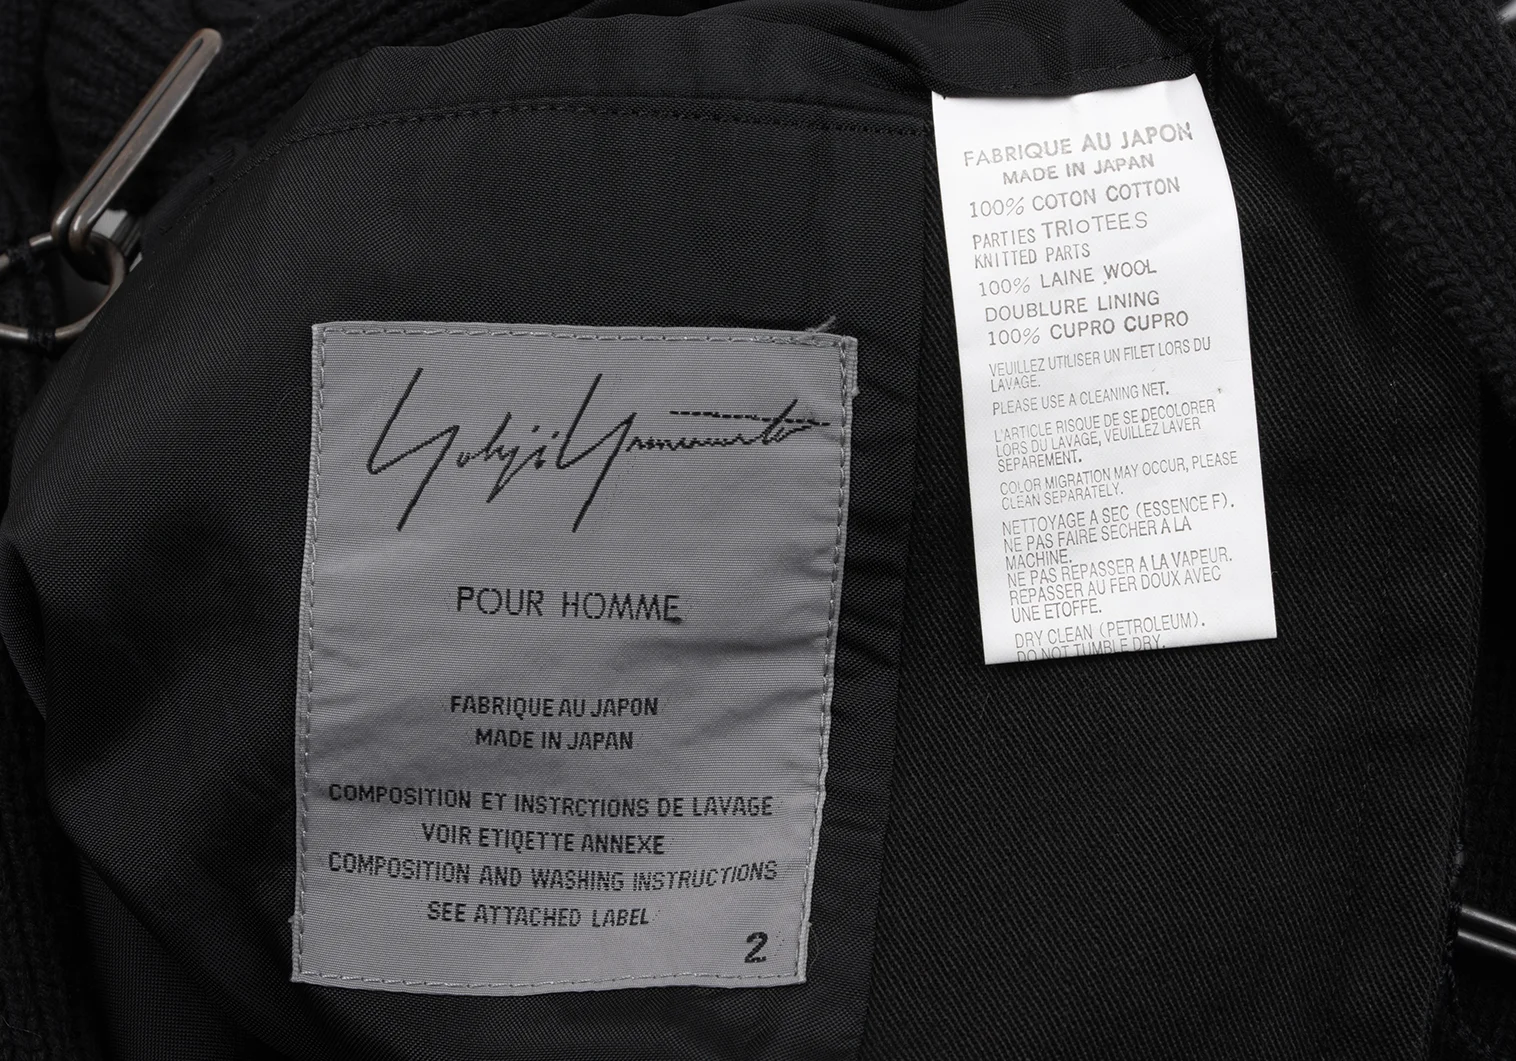 Yohji Yamamoto
POUR HOMME
FABRIQUE AU JAPON
MADE IN JAPAN
COMPOSITION ET INSTRCTIONS DE LAVAGE
VOIR ETIQETTE ANNEXE
COMPOSITION AND WASHING INSTRUCTIONS
SEE ATTACHED LABEL
2
FABRIQUE AU JAPON
MADE IN JAPAN
100% COTON COTTON
PARTIES TRIOTEES
KNITTED PARTS
100% LAINE WOOL
DOUBLURE LINING
100% CUPRO CUPRO
VEUILLEZ UTILISER UN FILET LORS DU
LAVAGE.
PLEASE USE A CLEANING NET.
L'ARTICLE RISQUE DE SE DECOLORER
LORS DU LAVAGE, VEUILLEZ LAVER
SEPAREMENT.
COLOR MIGRATION MAY OCCUR, PLEASE
CLEAN SEPARATELY.
NETTOYAGE A SEC (ESSENCE F).
NE PAS FAIRE SECHER A LA
MACHINE.
NE PAS REPASSER A LA VAPEUR.
REPASSER AU FER DOUX AVEC
UNE ETOFFE.
DRY CLEAN (PETROLEUM).
DO NOT TUMBLE DRY.